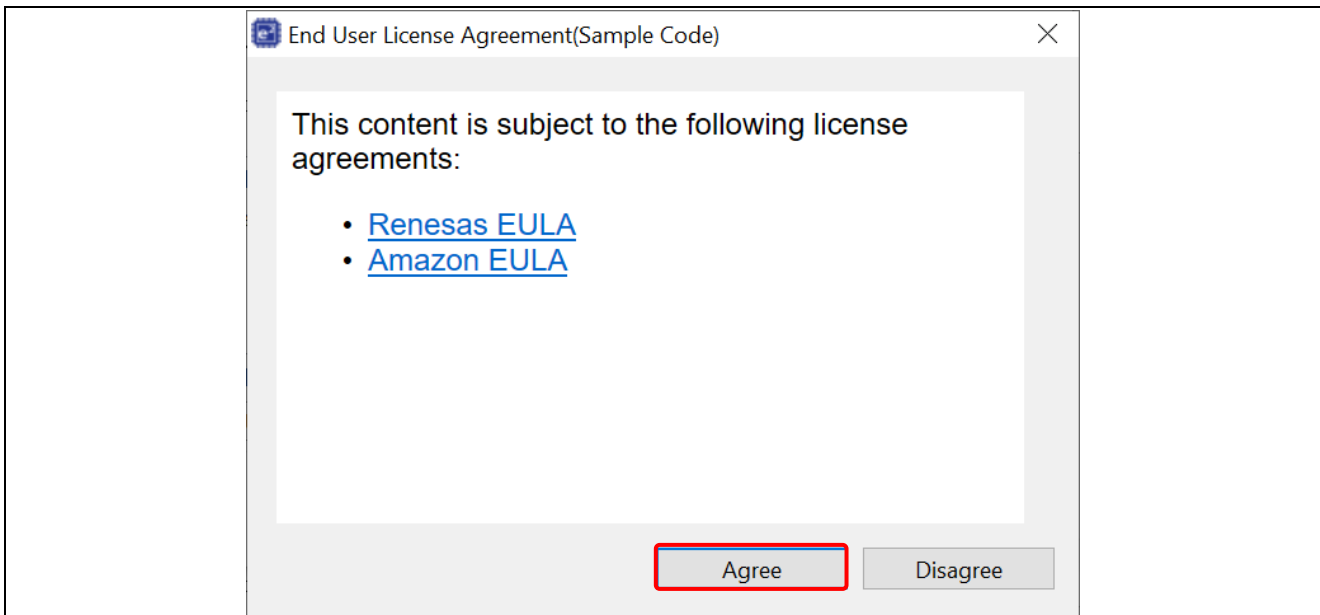 End User License Agreement(Sample Code)
This content is subject to the following license
agreements:
• Renesas EULA
• Amazon EULA
Agree Disagree